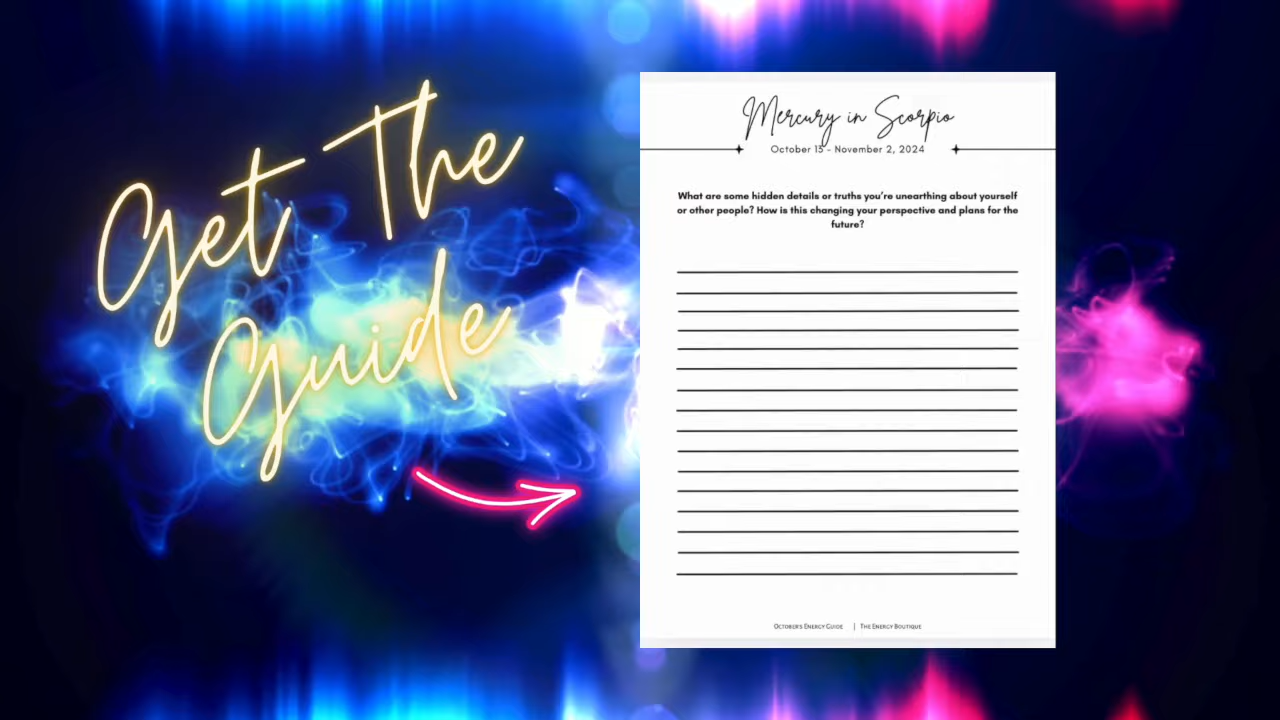 Get The
Guide
Mercury in Scorpio
October 15 - November 2, 2024
What are some hidden details or truths you're unearthing about yourself
or other people? How is this changing your perspective and plans for the
future?
October's Energy Guide | The Energy Boutique